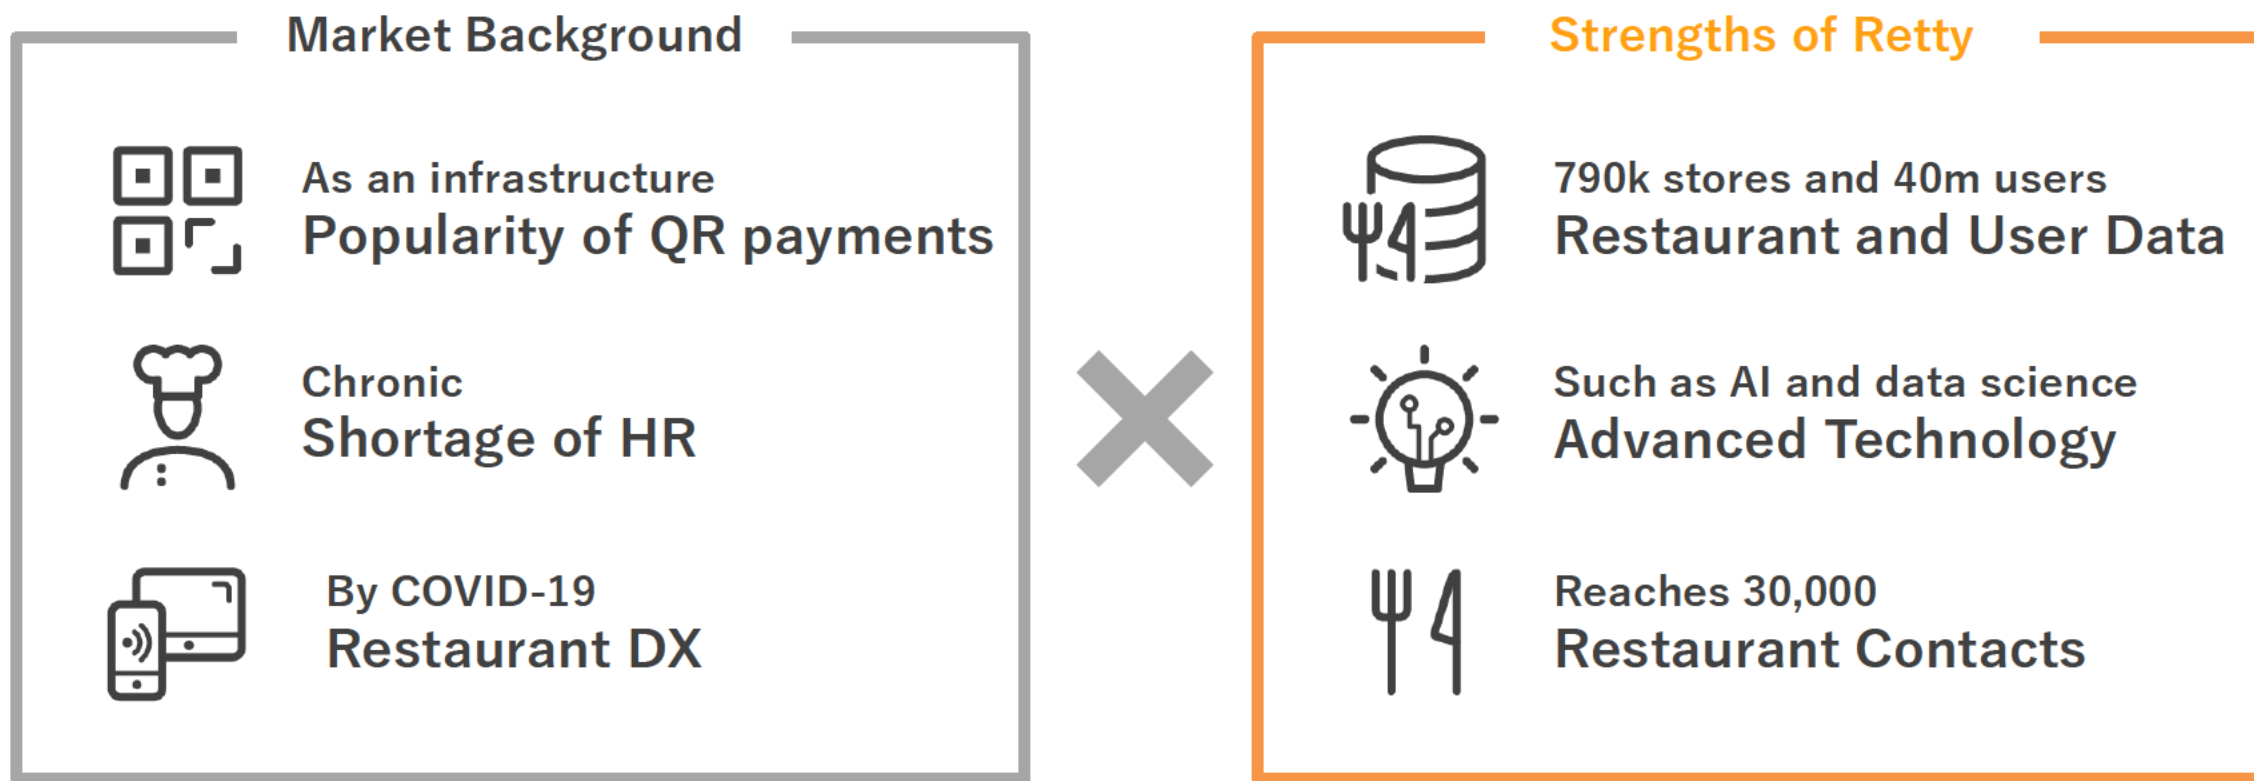 Market Background
As an infrastructure
Popularity of QR payments
Chronic
Shortage of HR
By COVID-19
Restaurant DX
Strengths of Retty
790k stores and 40m users
Restaurant and User Data
Such as AI and data science
Advanced Technology
Reaches 30,000
Restaurant Contacts